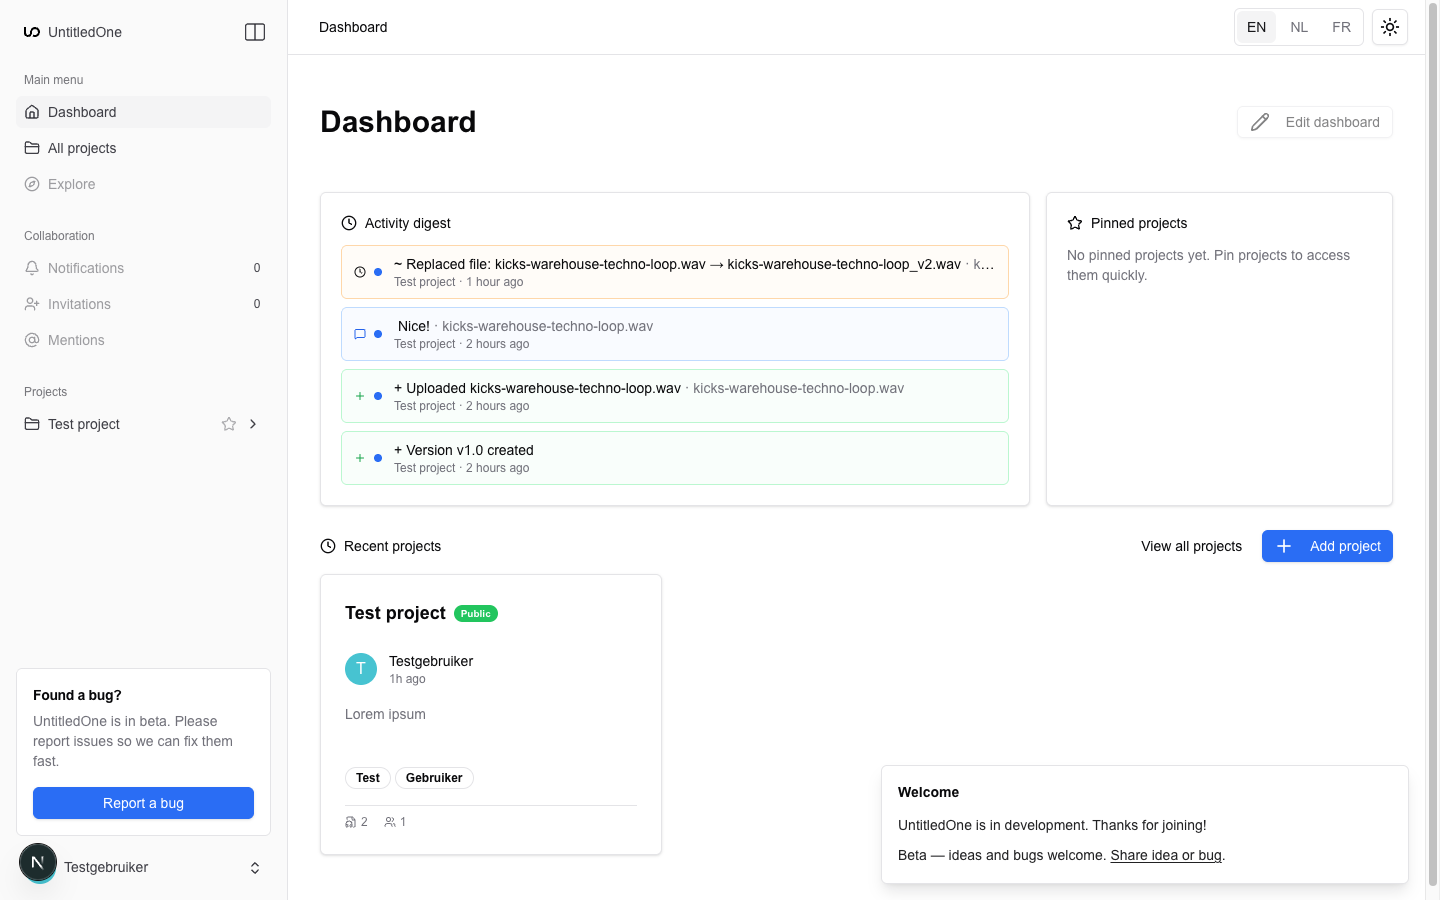 UntitledOne
Main menu
Dashboard
All projects
Explore
Collaboration
Notifications 0
Invitations 0
Mentions
Projects
Test project
Found a bug?
UntitledOne is in beta. Please
report issues so we can fix them
fast.
Report a bug
N
Testgebruiker
Dashboard
EN NL FR
Dashboard
Edit dashboard
Activity digest
~ Replaced file: kicks-warehouse-techno-loop.wav → kicks-warehouse-techno-loop_v2.wav · k…
Test project · 1 hour ago
Nice! · kicks-warehouse-techno-loop.wav
Test project · 2 hours ago
+ Uploaded kicks-warehouse-techno-loop.wav · kicks-warehouse-techno-loop.wav
Test project · 2 hours ago
+ Version v1.0 created
Test project · 2 hours ago
Pinned projects
No pinned projects yet. Pin projects to access
them quickly.
Recent projects
View all projects
Add project
Test project Public
T
Testgebruiker
1h ago
Lorem ipsum
Test Gebruiker
2 1
Welcome
UntitledOne is in development. Thanks for joining!
Beta — ideas and bugs welcome. Share idea or bug.